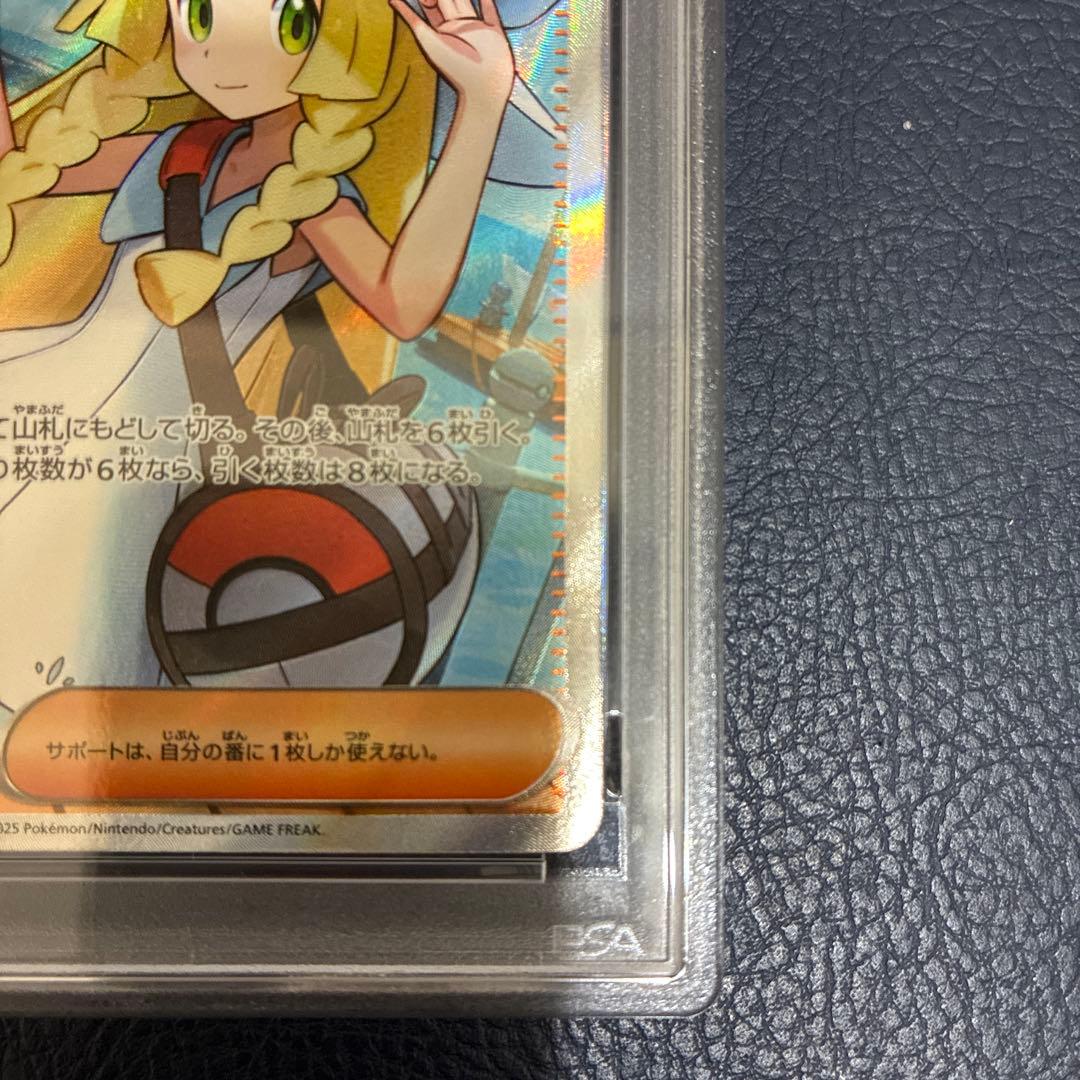 て山札にもどして切る。その後、山札を6枚引く。
の枚数が6枚なら、引く枚数は8枚になる。
サポートは、自分の番に1枚しか使えない。
025 Pokémon/Nintendo/Creatures/GAME FREAK.
PSA